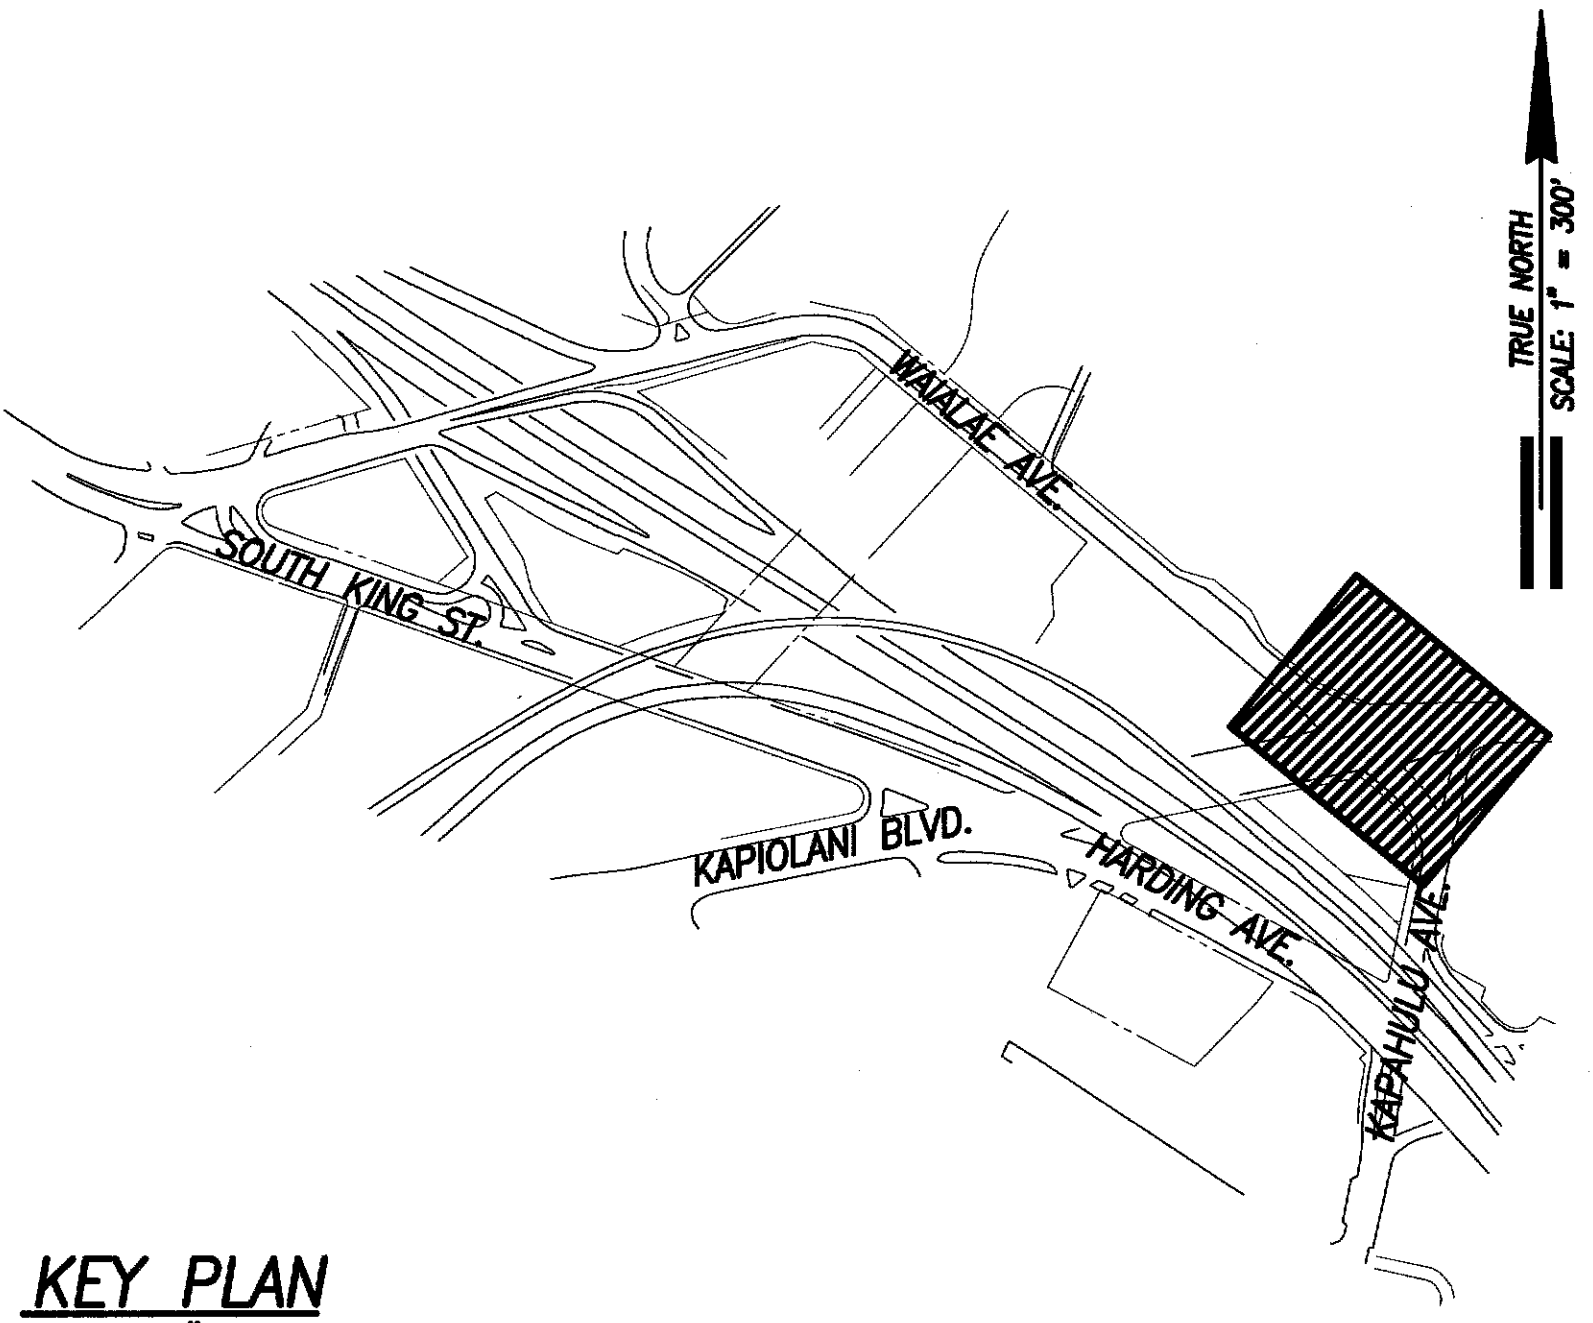 TRUE NORTH
SCALE: 1" = 300'
WAIALAE AVE.
SOUTH KING ST.
KAPIOLANI BLVD.
HARDING AVE.
KAPAHULU AVE.
KEY PLAN